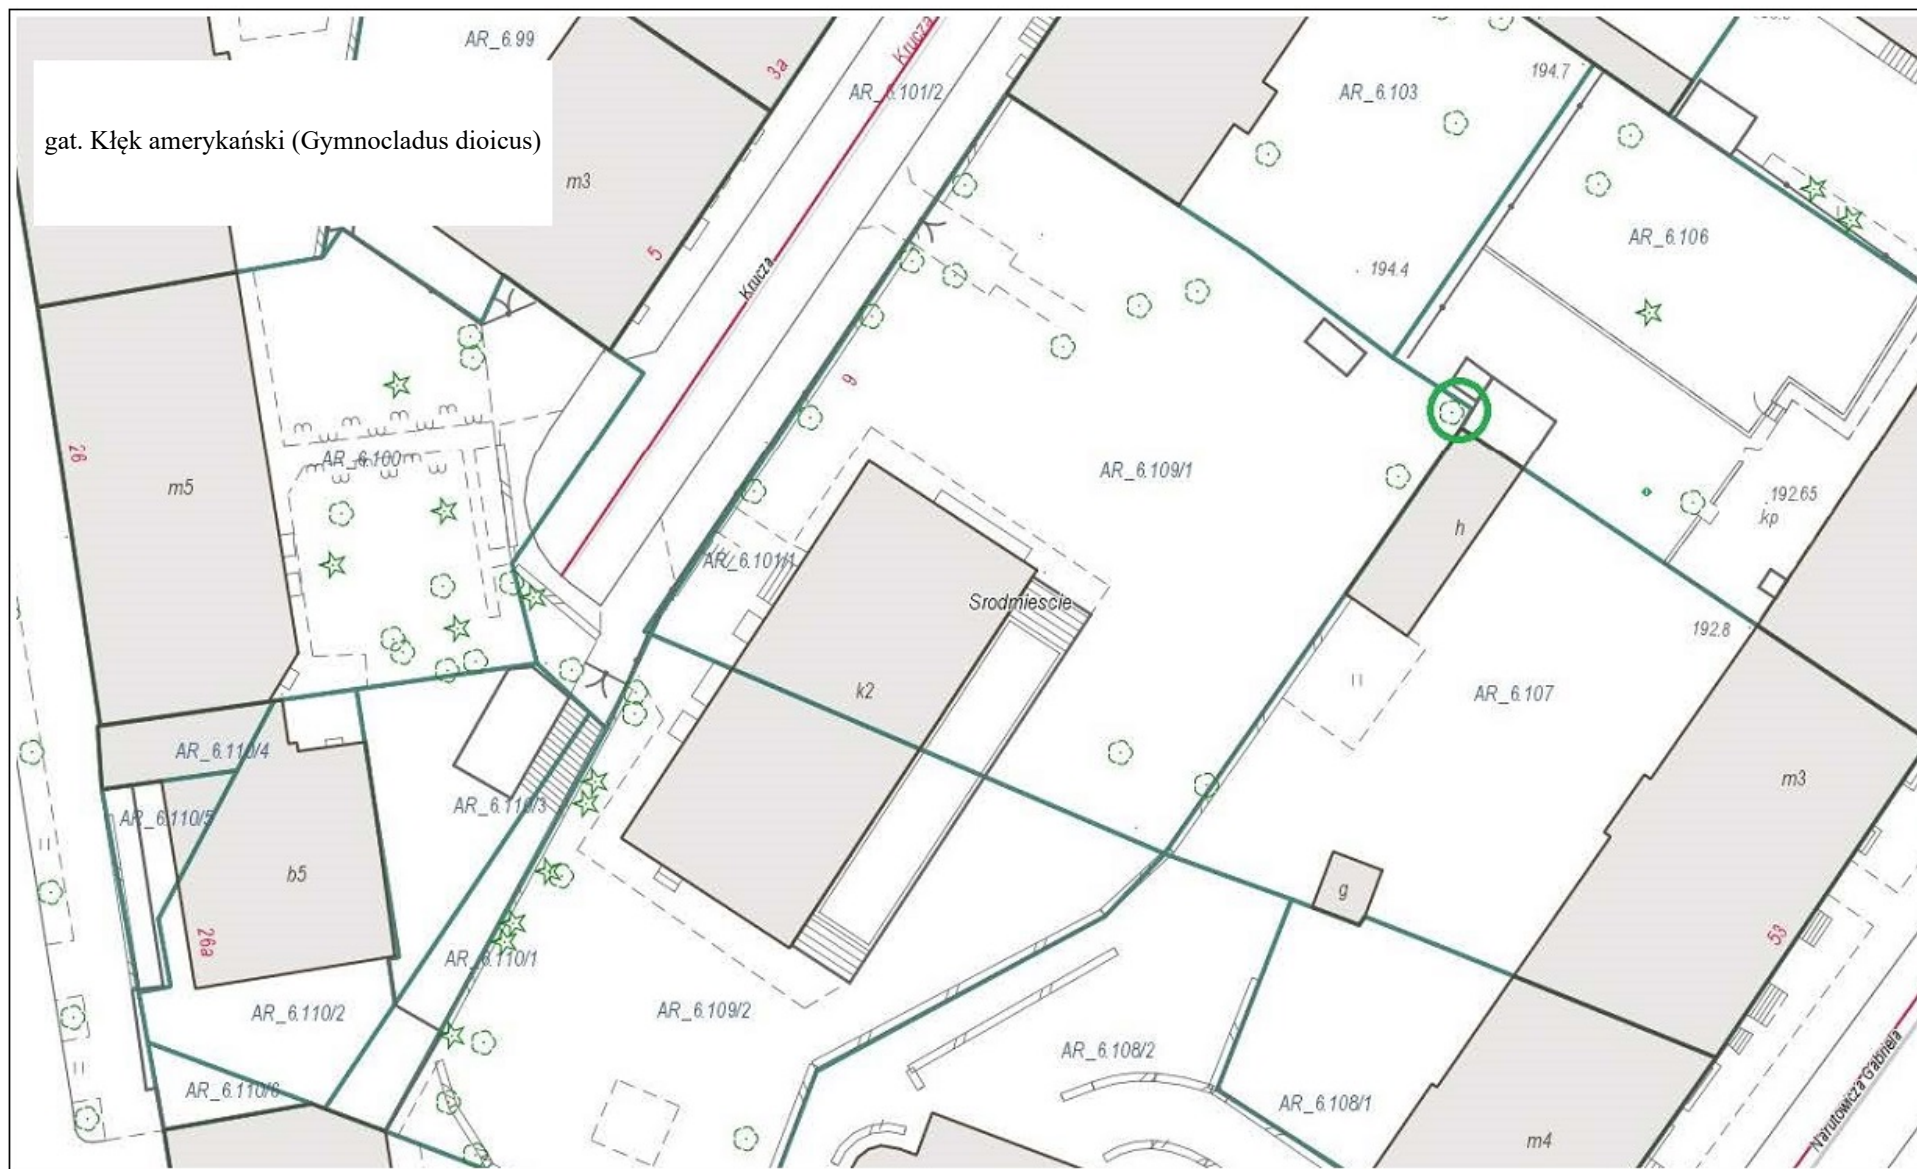 AR_6.99
3a
Krucza
AR_6.101/2
AR_6.103
194.7
gat. Kłęk amerykański (Gymnocladus dioicus)
m3
5
Krucza
AR_6.106
194.4
9
26
m5
AR_6.100
AR_6.109/1
192.65
kp
h
AR_6.101/1
Srodmiescie
192.8
k2
AR_6.107
AR_6.110/4
m3
AR_6.110/5
AR_6.110/3
b5
g
26a
53
AR_6.110/1
AR_6.110/2
AR_6.109/2
AR_6.108/2
AR_6.110/6
AR_6.108/1
Narutowicza Gabriela
m4